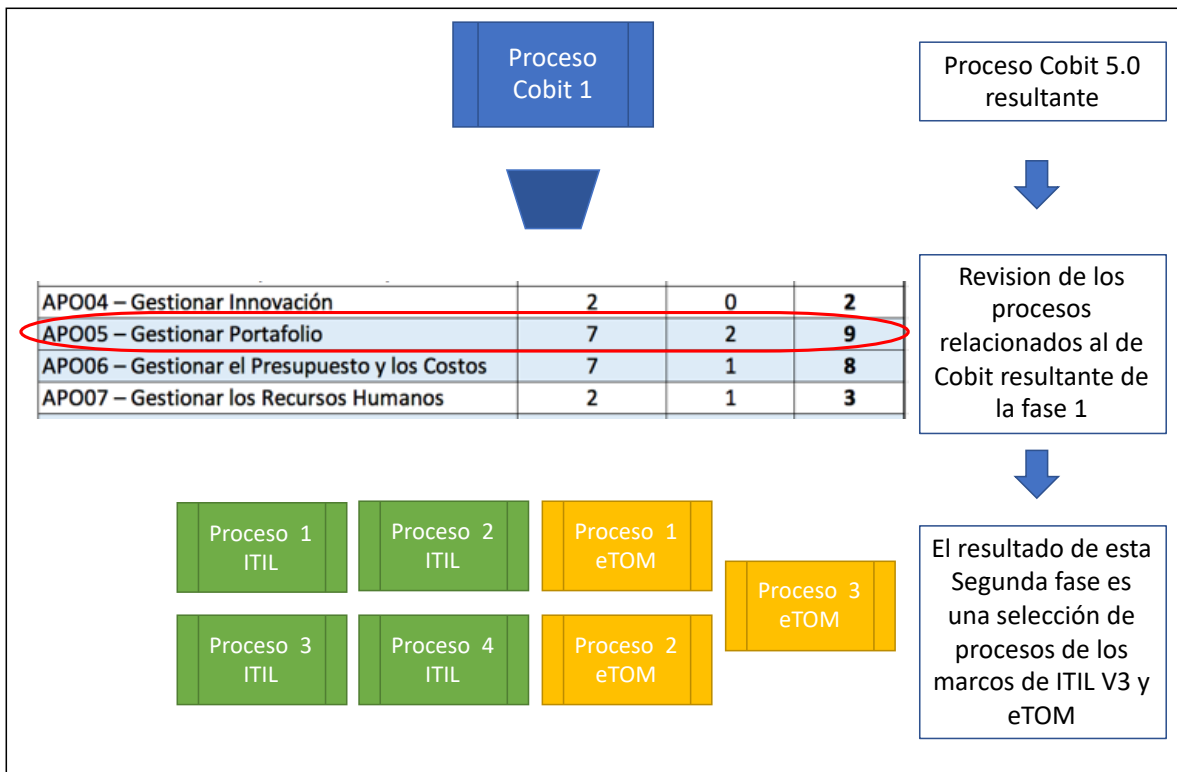 Proceso
Cobit 1
Proceso Cobit 5.0
resultante
APO04 – Gestionar Innovación 2 0 2
APO05 – Gestionar Portafolio 7 2 9
APO06 – Gestionar el Presupuesto y los Costos 7 1 8
APO07 – Gestionar los Recursos Humanos 2 1 3
Revision de los
procesos
relacionados al de
Cobit resultante de
la fase 1
Proceso 1
ITIL
Proceso 2
ITIL
Proceso 1
eTOM
Proceso 3
eTOM
Proceso 3
ITIL
Proceso 4
ITIL
Proceso 2
eTOM
El resultado de esta
Segunda fase es
una selección de
procesos de los
marcos de ITIL V3 y
eTOM